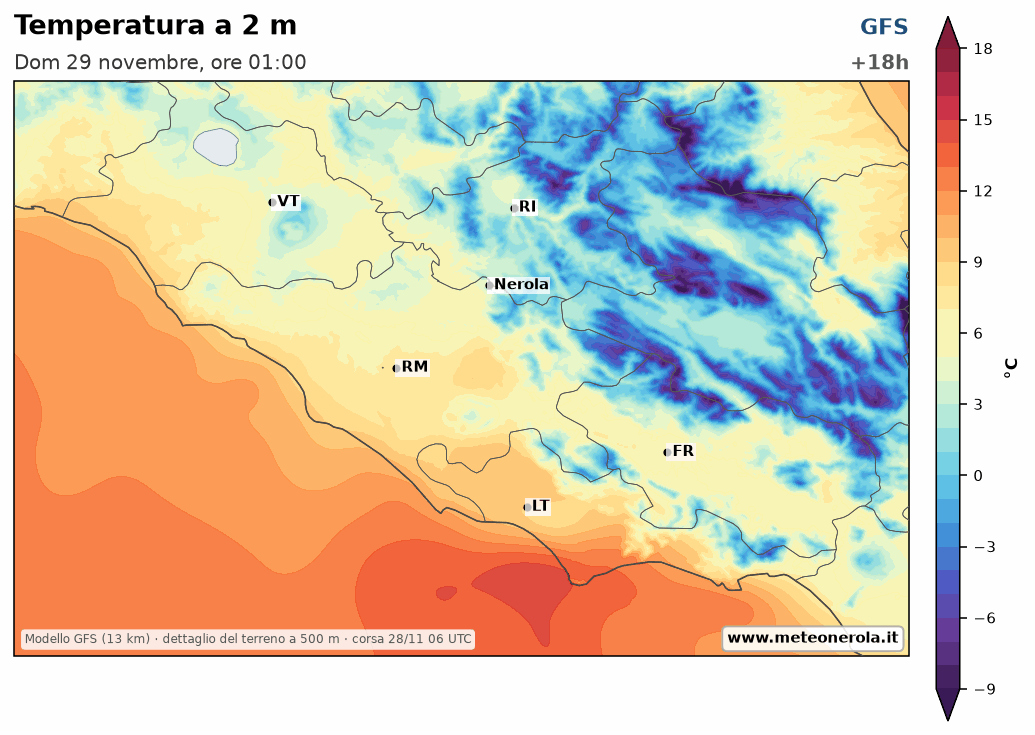 Temperatura a 2 m
GFS
Dom 29 novembre, ore 01:00
+18h
VT
RI
Nerola
RM
FR
LT
Modello GFS (13 km) · dettaglio del terreno a 500 m · corsa 28/11 06 UTC
www.meteonerola.it
18
15
12
9
6
3
0
−3
−6
−9
°C